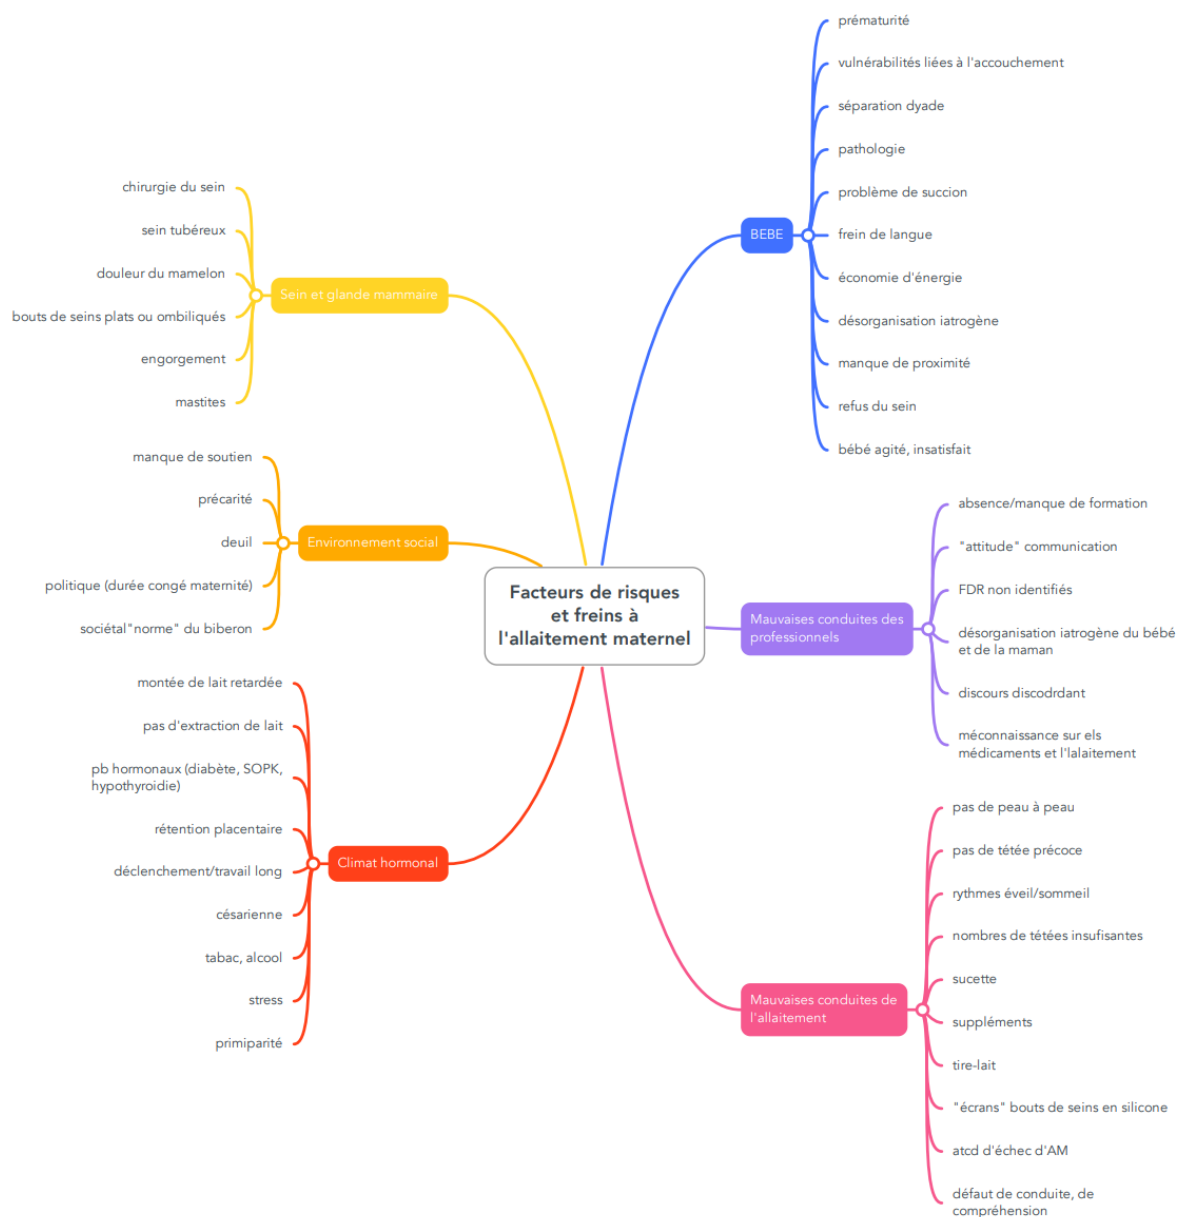 Facteurs de risques
et freins à
l'allaitement maternel
BEBE
prématurité
vulnérabilités liées à l'accouchement
séparation dyade
pathologie
problème de succion
frein de langue
économie d'énergie
désorganisation iatrogène
manque de proximité
refus du sein
bébé agité, insatisfait
Mauvaises conduites des
professionnels
absence/manque de formation
"attitude" communication
FDR non identifiés
désorganisation iatrogène du bébé
et de la maman
discours discodrdant
méconnaissance sur els
médicaments et l'lalaitement
Mauvaises conduites de
l'allaitement
pas de peau à peau
pas de tétée précoce
rythmes éveil/sommeil
nombres de tétées insufisantes
sucette
suppléments
tire-lait
"écrans" bouts de seins en silicone
atcd d'échec d'AM
défaut de conduite, de
compréhension
Sein et glande mammaire
chirurgie du sein
sein tubéreux
douleur du mamelon
bouts de seins plats ou ombiliqués
engorgement
mastites
Environnement social
manque de soutien
précarité
deuil
politique (durée congé maternité)
sociétal"norme" du biberon
Climat hormonal
montée de lait retardée
pas d'extraction de lait
pb hormonaux (diabète, SOPK,
hypothyroidie)
rétention placentaire
déclenchement/travail long
césarienne
tabac, alcool
stress
primiparité